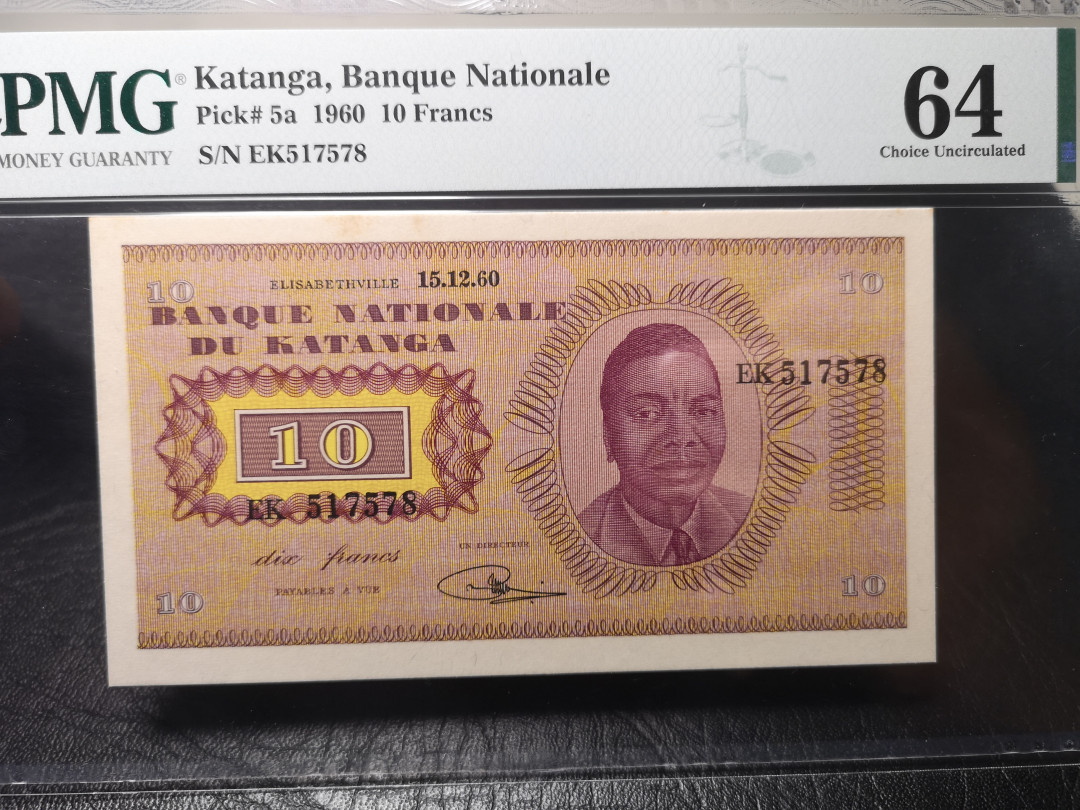 PMG® Katanga, Banque Nationale
Pick# 5a 1960 10 Francs
MONEY GUARANTY S/N EK517578
64
Choice Uncirculated
10 ELISABETHVILLE 15.12.60 10
BANQUE NATIONALE
DU KATANGA
EK 517578
10
EK 517578
dix francs UN DIRECTEUR
PAYABLES A VUE
10 10